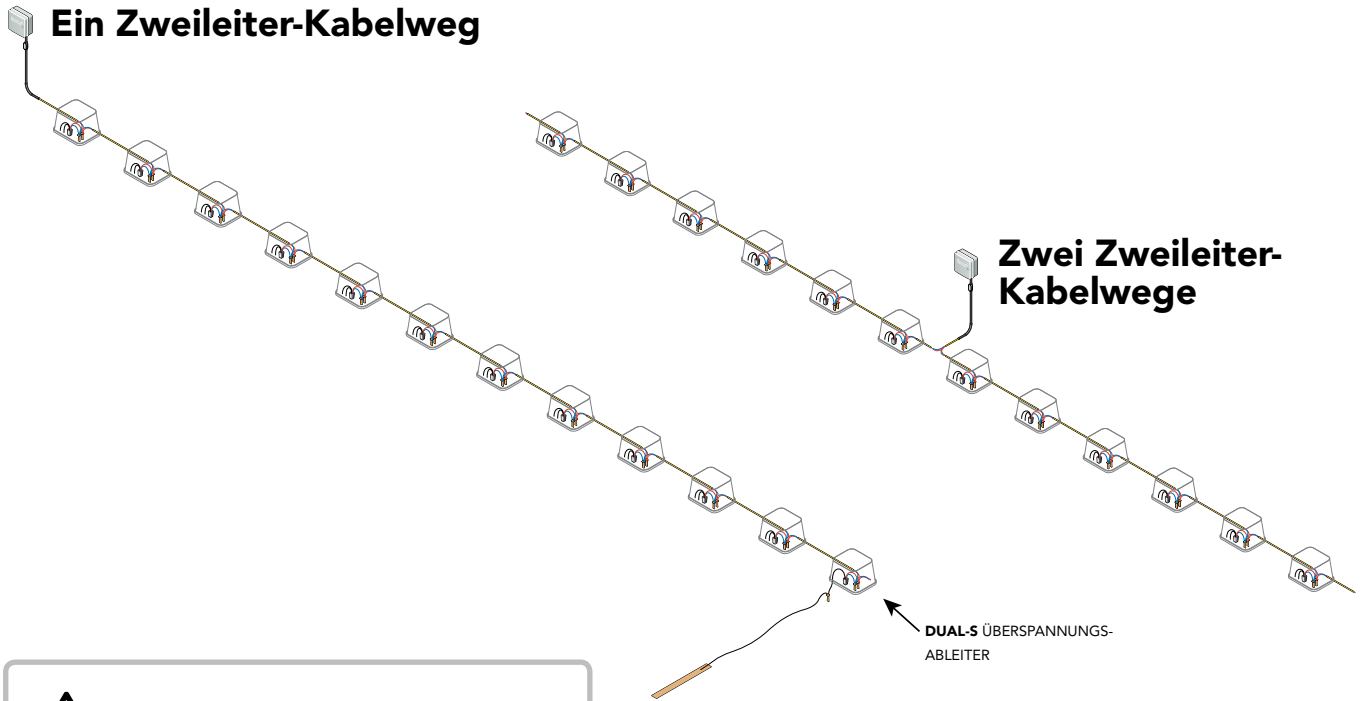 Ein Zweileiter-Kabelweg
Zwei Zweileiter-
Kabelwege
DUAL-S ÜBERSPANNUNGS-
ABLEITER